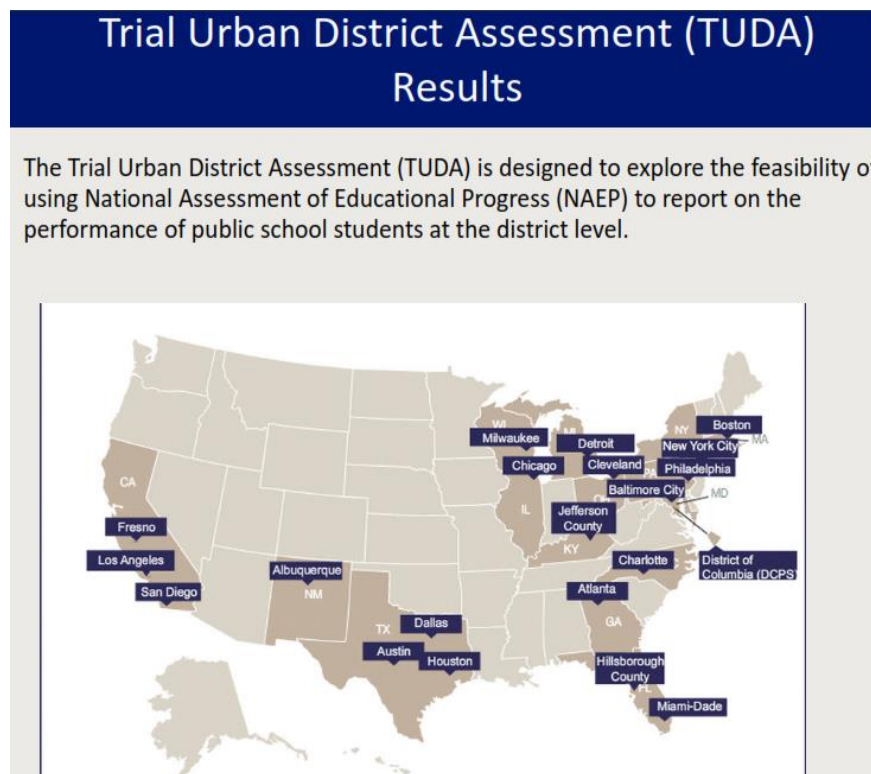 Trial Urban District Assessment (TUDA)
Results
The Trial Urban District Assessment (TUDA) is designed to explore the feasibility of
using National Assessment of Educational Progress (NAEP) to report on the
performance of public school students at the district level.
WI
Milwaukee
MI
Detroit
NY
Boston
New York City
MA
Chicago
Cleveland
PA
Philadelphia
CA
IL
Baltimore City
MD
Fresno
Jefferson
County
KY
Los Angeles
San Diego
Albuquerque
NM
Charlotte
District of
Columbia (DCPS)
Atlanta
GA
TX
Dallas
Austin
Houston
Hillsborough
County
FL
Miami-Dade